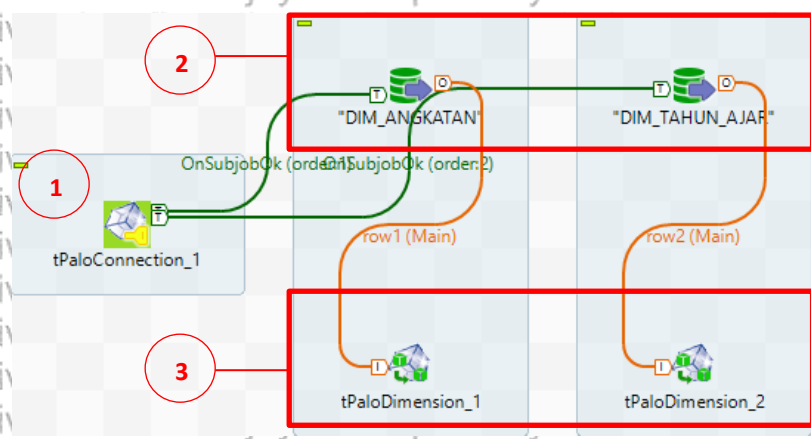 2
"DIM_ANGKATAN"
"DIM_TAHUN_AJAR"
OnSubjobOk (order:1)
OnSubjobOk (order:2)
1
T
O
T
O
T
row1 (Main)
row2 (Main)
tPaloConnection_1
3
I
I
tPaloDimension_1
tPaloDimension_2